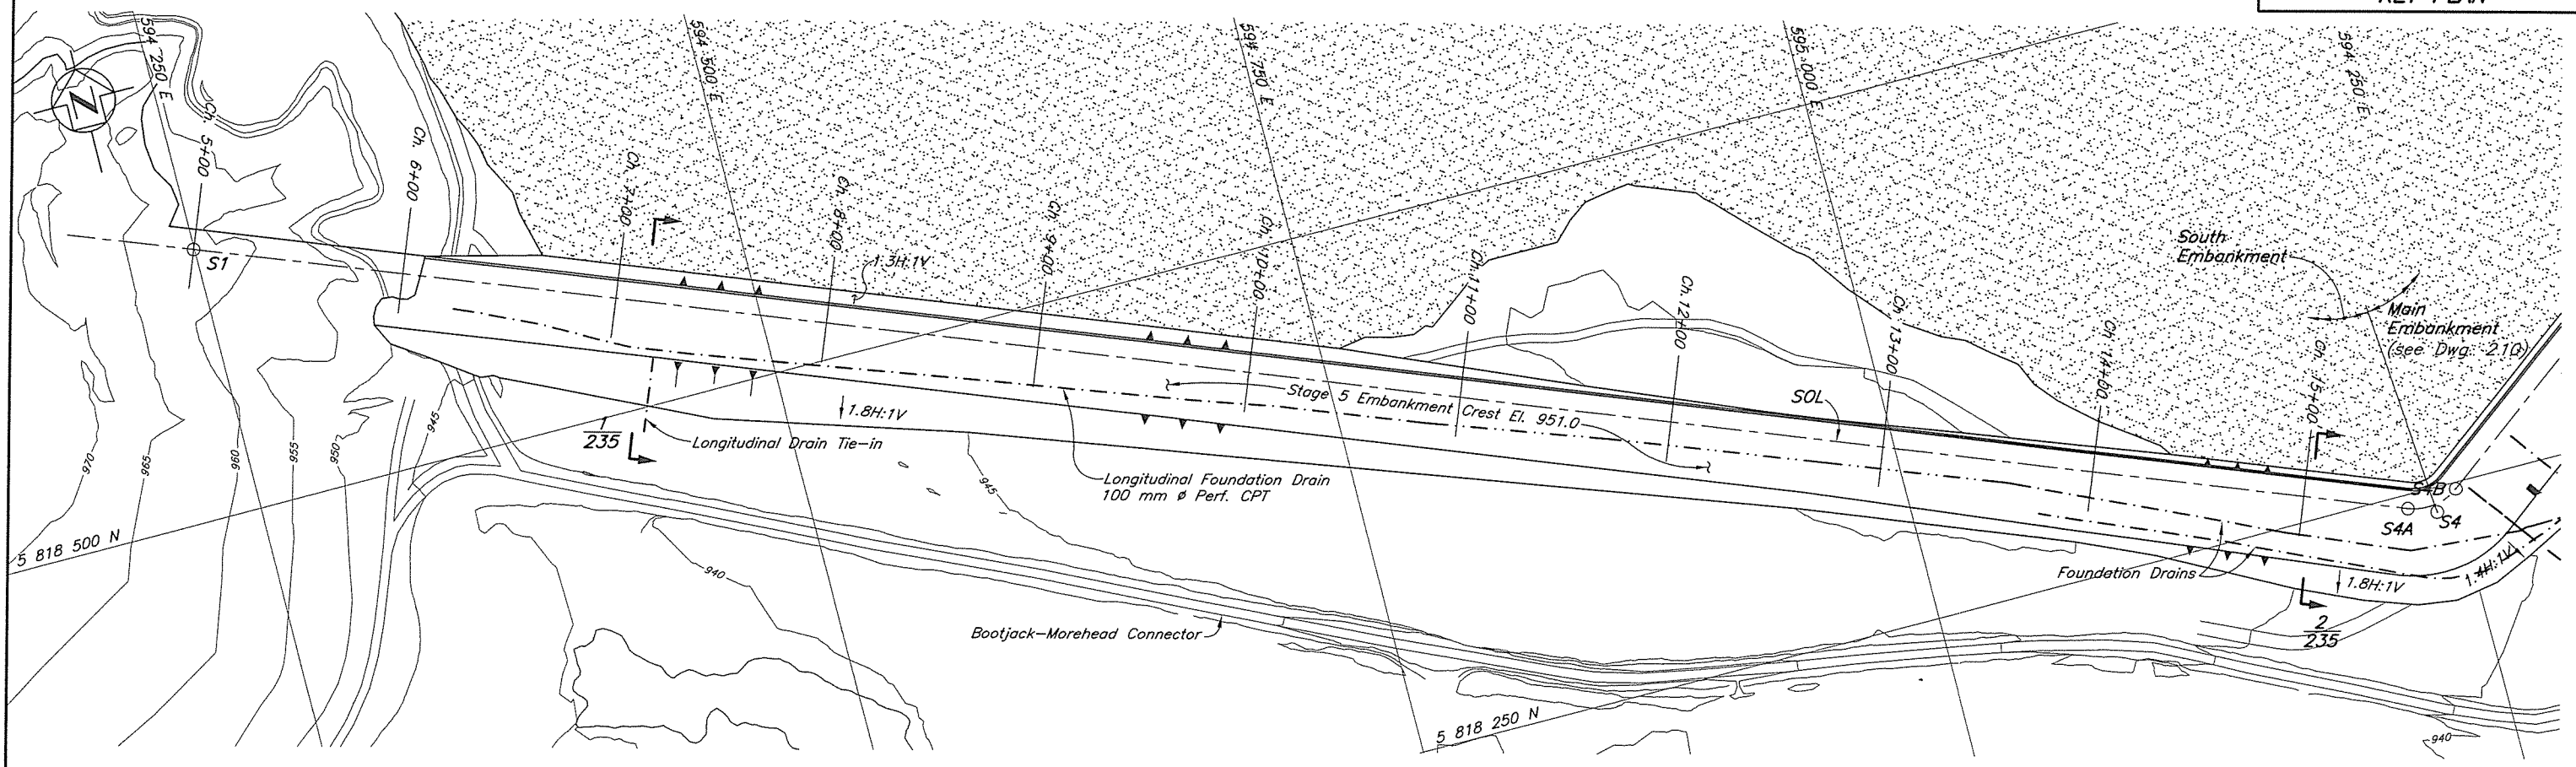 KEY PLAN
594 250 E
594 500 E
594 750 E
595 000 E
594 250 E
N
Ch. 5+00
Ch. 6+00
Ch. 7+00
Ch. 8+00
Ch. 9+00
Ch. 10+00
Ch. 11+00
Ch. 12+00
Ch. 13+00
Ch. 14+00
Ch. 15+00
S1
1.3H:1V
South
Embankment
Main
Embankment
(see Dwg. 210)
SOL
Stage 5 Embankment Crest El. 951.0
1.8H:1V
1
235
Longitudinal Drain Tie-in
Longitudinal Foundation Drain
100 mm ø Perf. CPT
S4B
S4
S4A
970
965
960
955
950
945
945
940
5 818 500 N
Foundation Drains
1.8H:1V
1.4H:1V
2
235
Bootjack-Morehead Connector
5 818 250 N
940